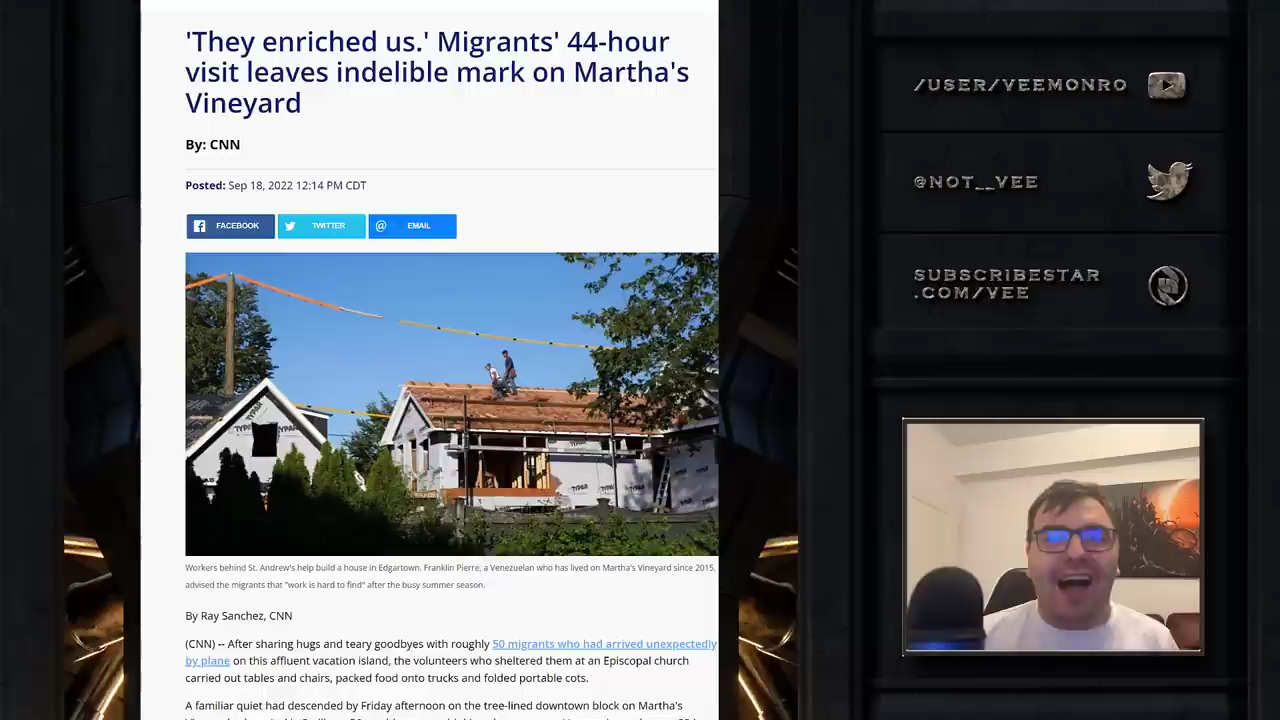 'They enriched us.' Migrants' 44-hour
visit leaves indelible mark on Martha's
Vineyard
By: CNN
Posted: Sep 18, 2022 12:14 PM CDT
FACEBOOK
TWITTER
@ EMAIL
TYPAR
TYPAR
TYPAR
TYPAR
Workers behind St. Andrew's help build a house in Edgartown. Franklin Pierre, a Venezuelan who has lived on Martha's Vineyard since 2015,
advised the migrants that "work is hard to find" after the busy summer season.
By Ray Sanchez, CNN
(CNN) -- After sharing hugs and teary goodbyes with roughly 50 migrants who had arrived unexpectedly
by plane on this affluent vacation island, the volunteers who sheltered them at an Episcopal church
carried out tables and chairs, packed food onto trucks and folded portable cots.
A familiar quiet had descended by Friday afternoon on the tree-lined downtown block on Martha's
/USER/VEEMONRO
@NOT__VEE
SUBSCRIBESTAR
.COM/VEE